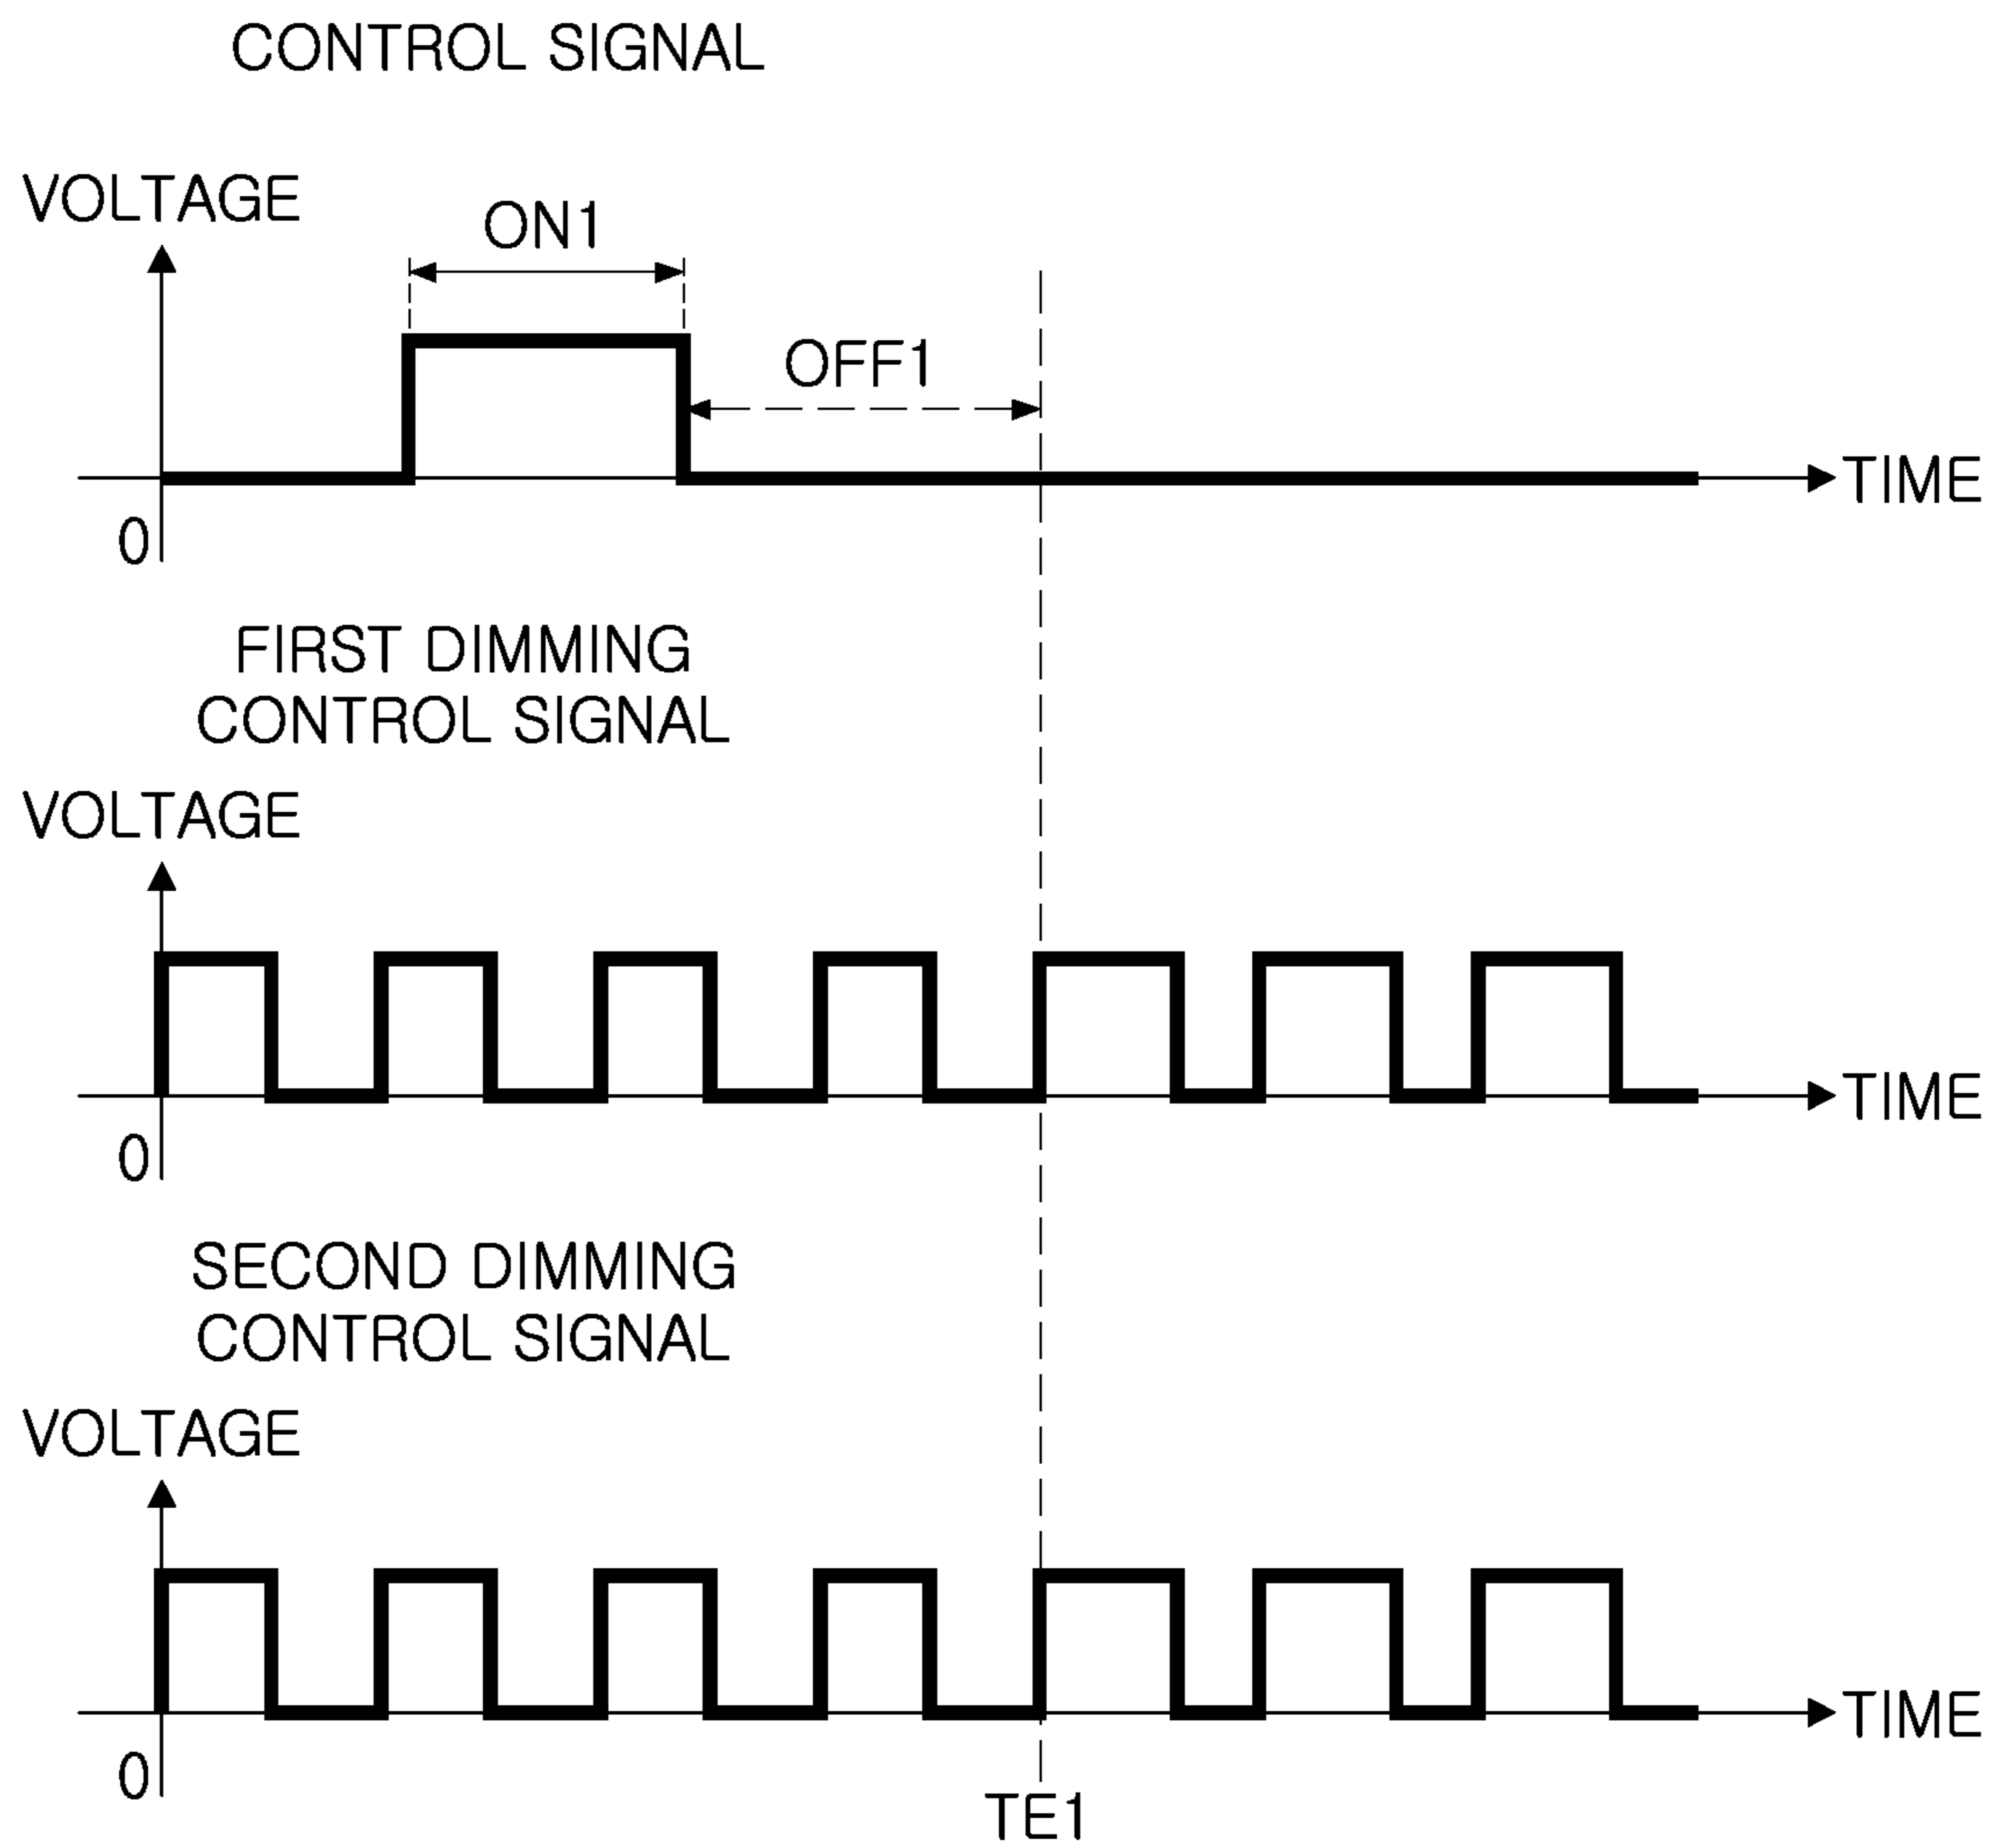 CONTROL SIGNAL
VOLTAGE
ON1
OFF1
TIME
0
FIRST DIMMING
CONTROL SIGNAL
VOLTAGE
TIME
0
SECOND DIMMING
CONTROL SIGNAL
VOLTAGE
TIME
0
TE1